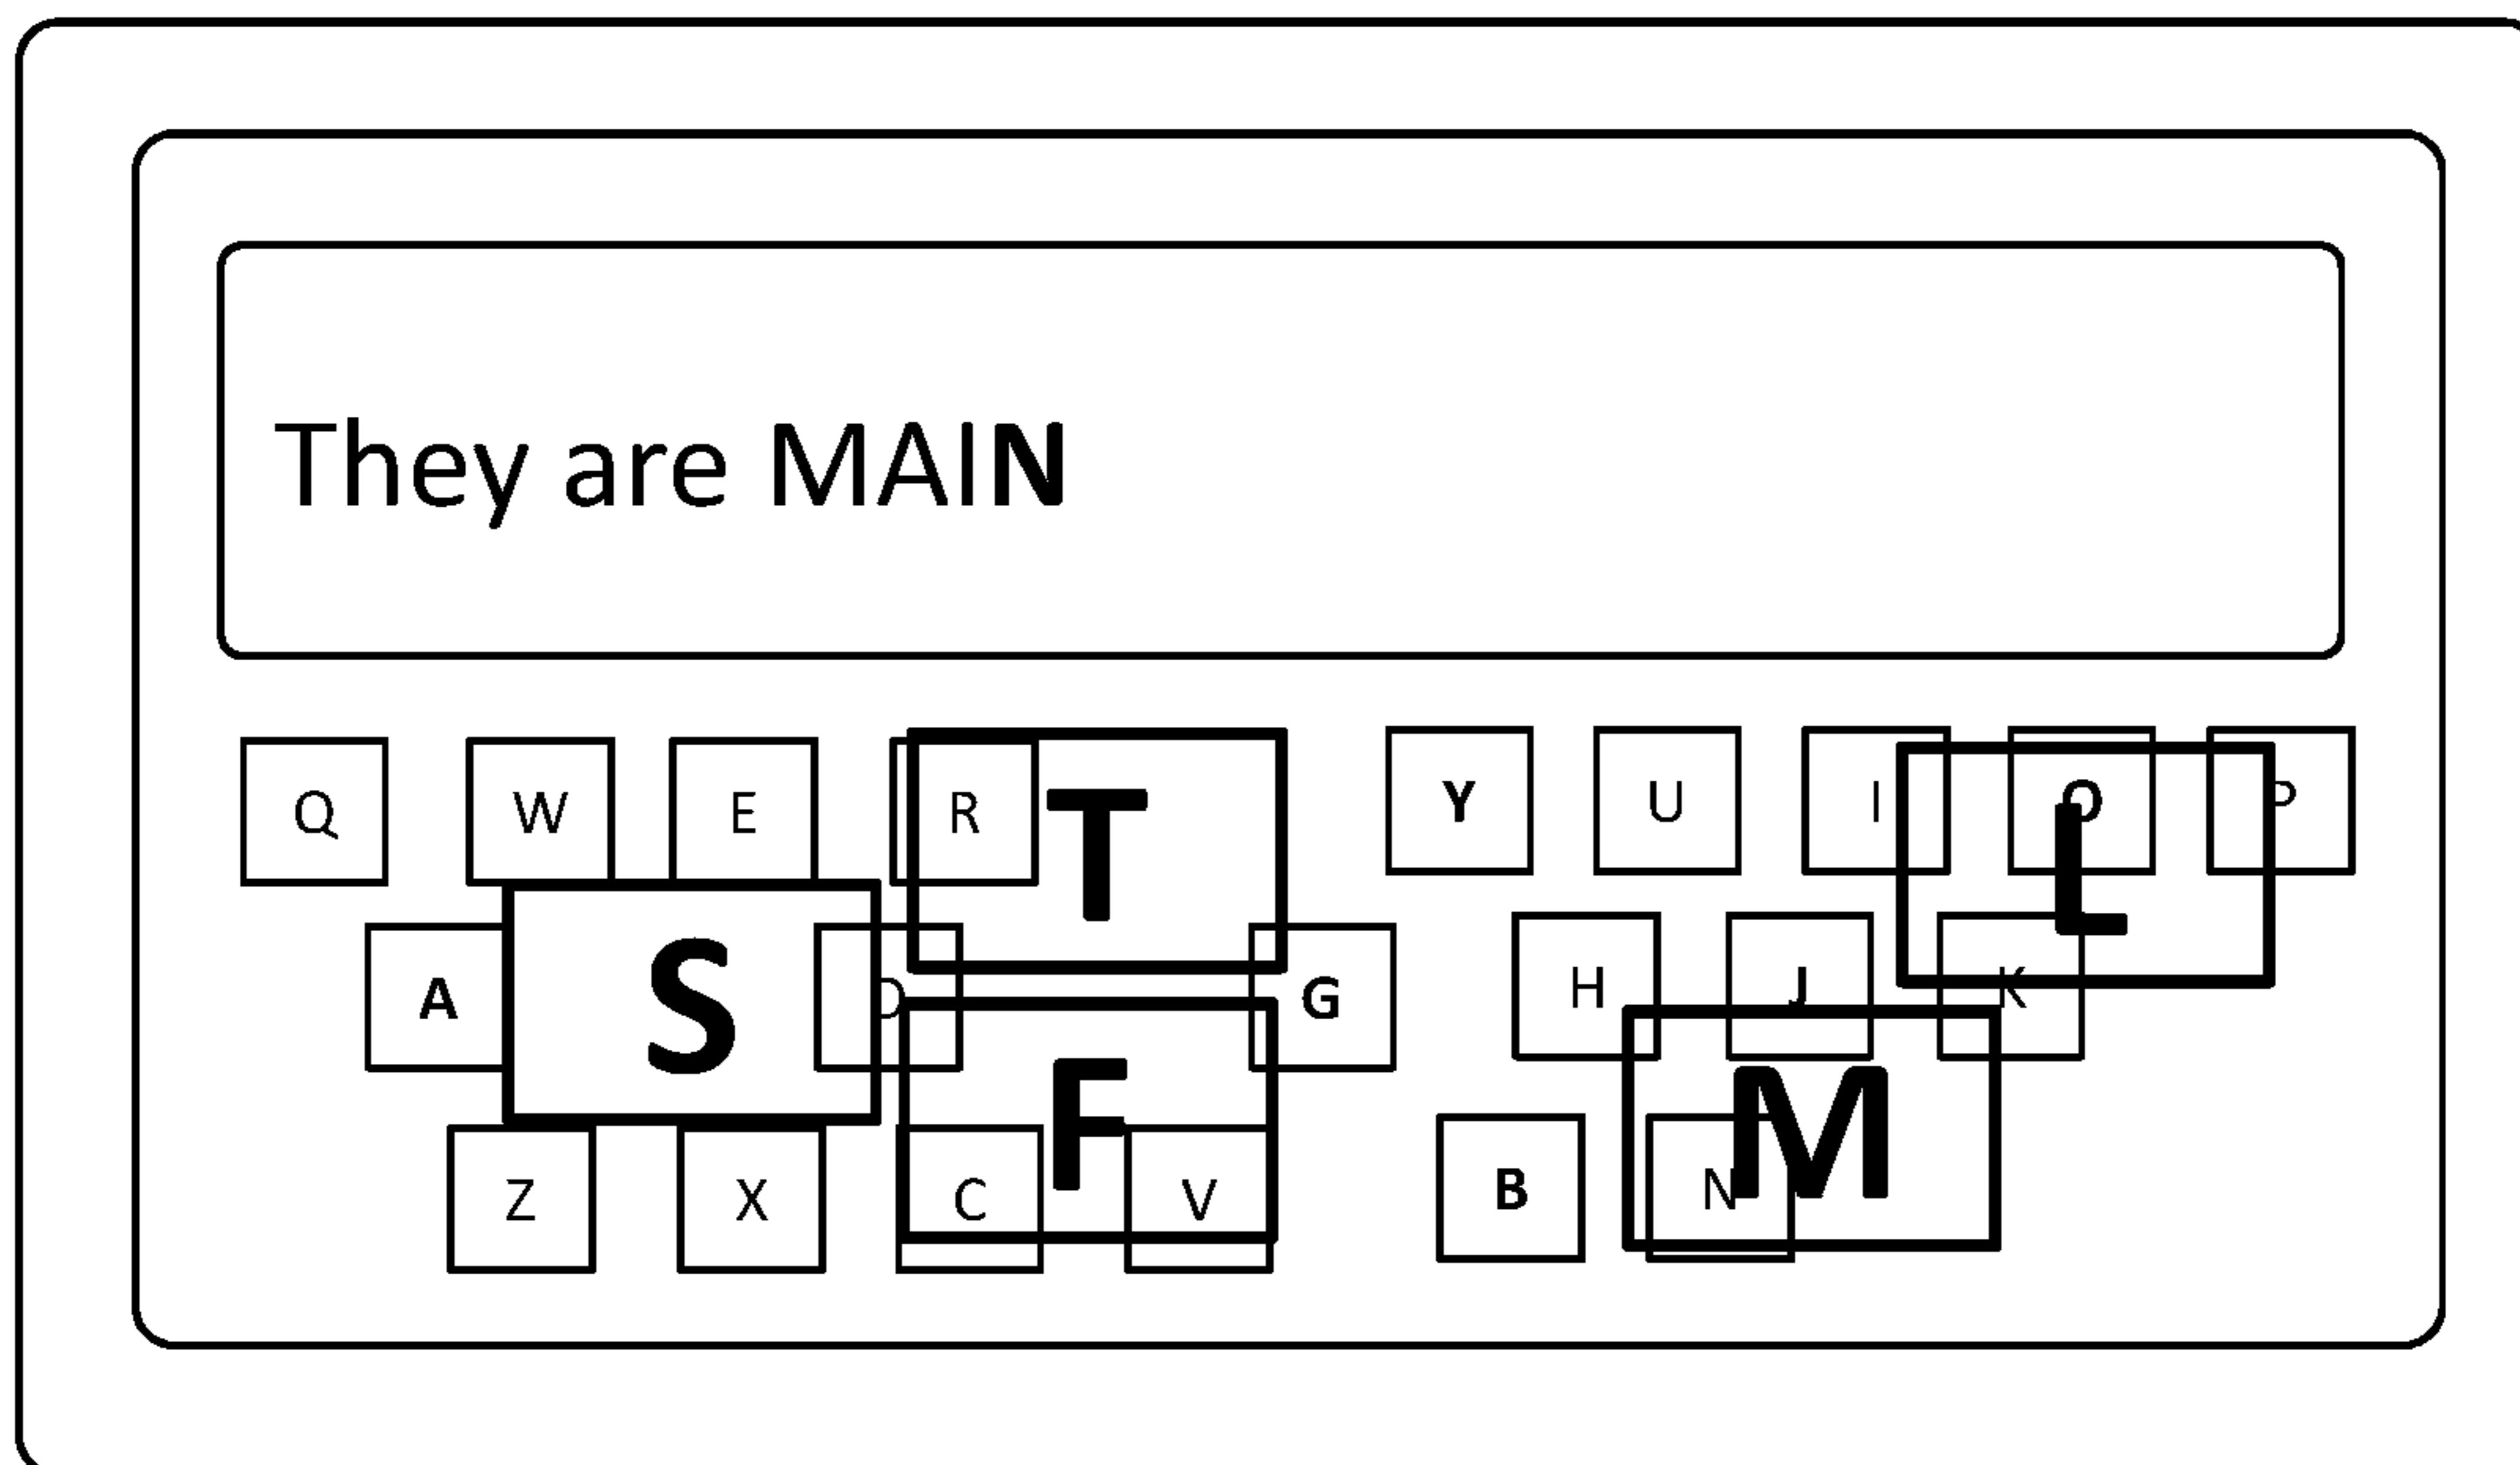 They are MAIN
Q W E R T Y U I O P
A S D F G H J K L
Z X C V B N M